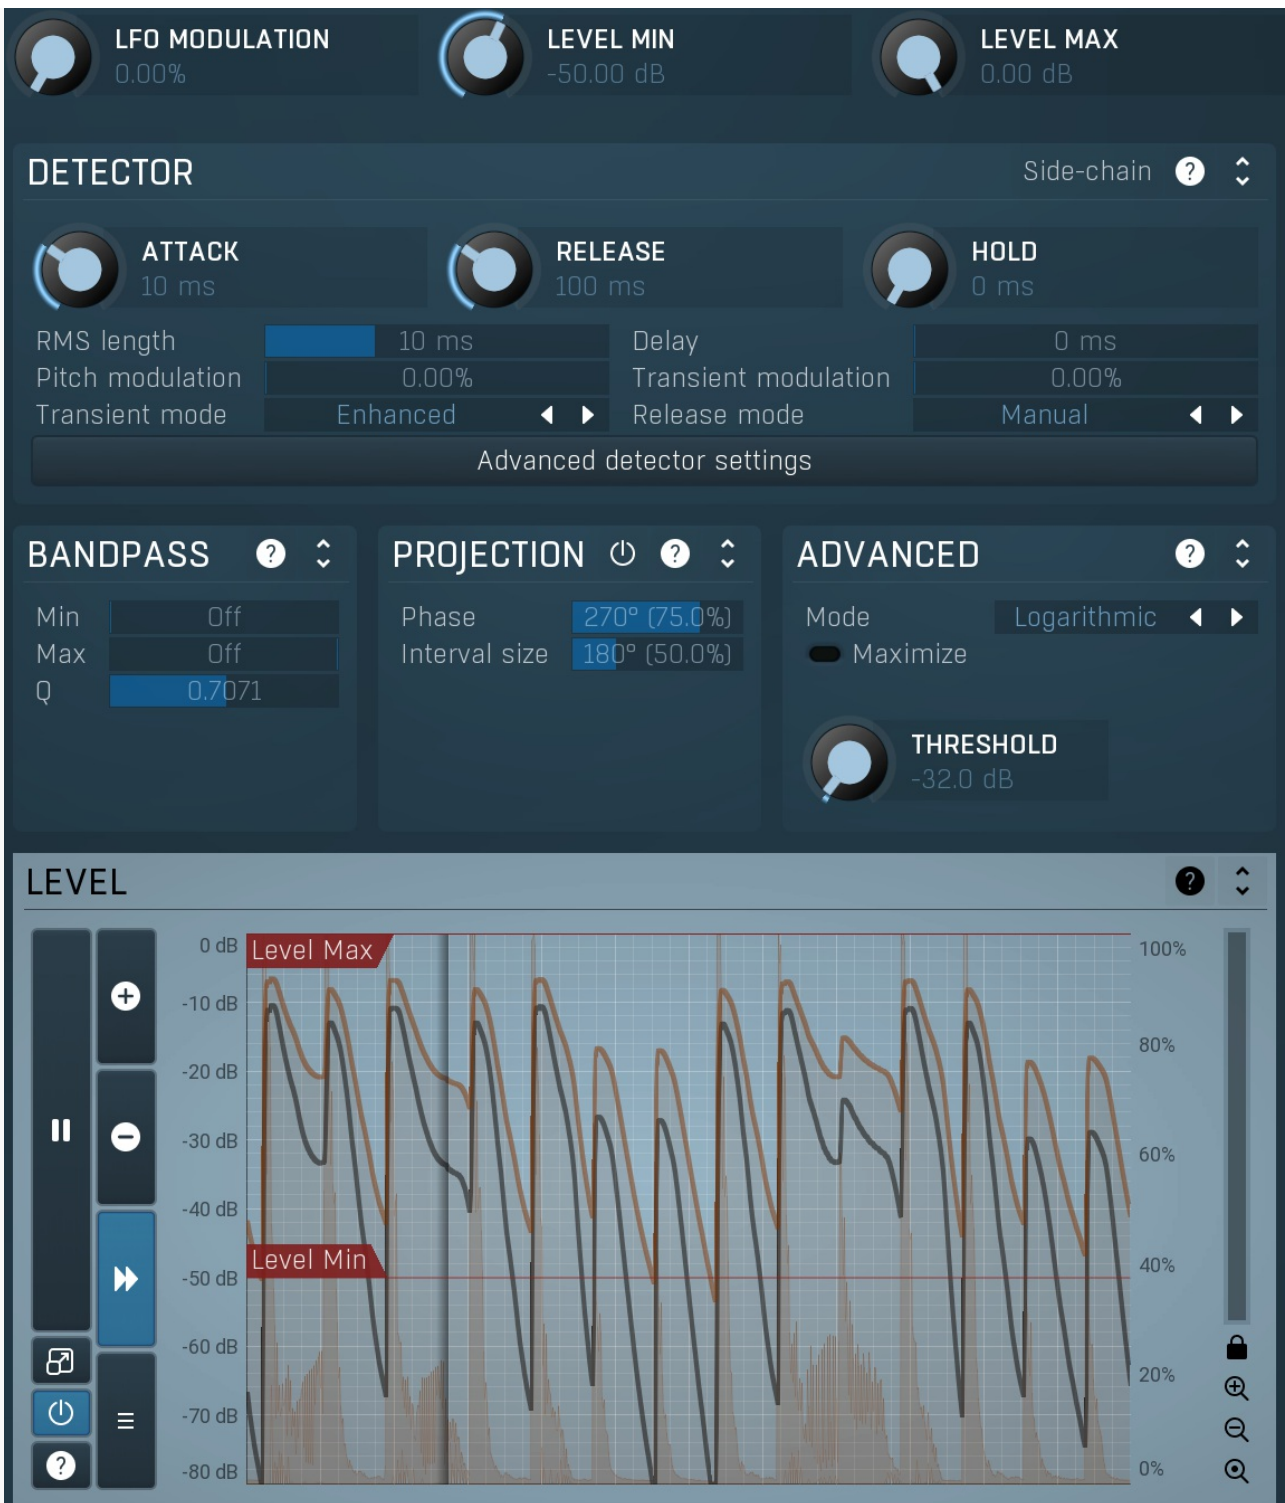 LFO MODULATION LEVEL MIN LEVEL MAX
0.00% -50.00 dB 0.00 dB
DETECTOR Side-chain ?
ATTACK RELEASE HOLD
10 ms 100 ms 0 ms
RMS length 10 ms Delay 0 ms
Pitch modulation 0.00% Transient modulation 0.00%
Transient mode Enhanced Release mode Manual
Advanced detector settings
BANDPASS ? PROJECTION ? ADVANCED ?
Min Off Phase 270° (75.0%) Mode Logarithmic
Max Off Interval size 180° (50.0%) Maximize
Q 0.7071
THRESHOLD
-32.0 dB
LEVEL ?
0 dB Level Max 100%
-10 dB
-20 dB 80%
-30 dB
60%
-40 dB
Level Min 40%
-50 dB
-60 dB
20%
-70 dB
? -80 dB 0%